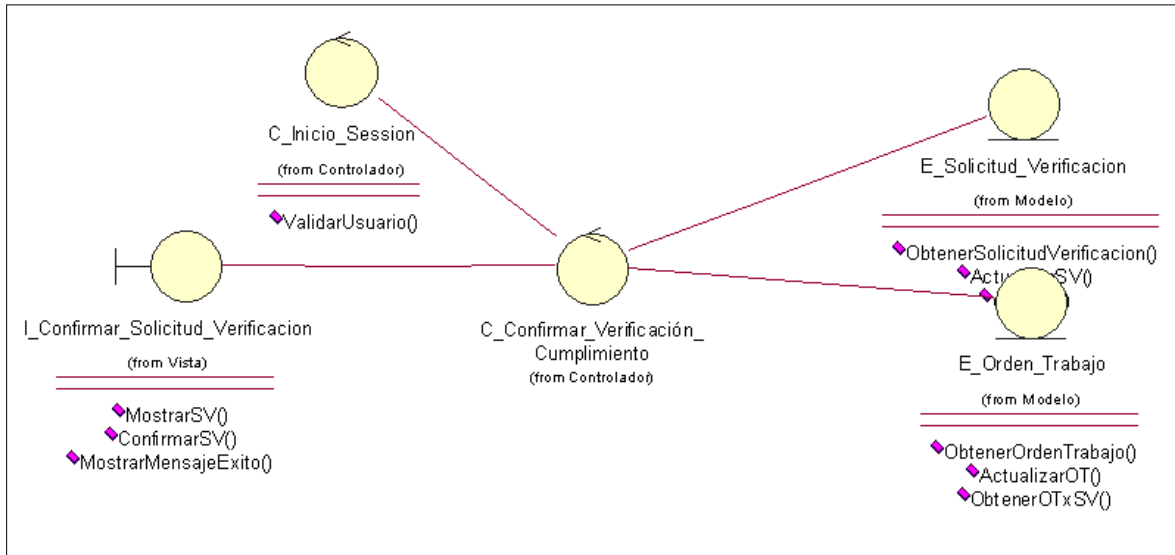 C_Inicio_Session
(from Controlador)
ValidarUsuario()
E_Solicitud_Verificacion
(from Modelo)
ObtenerSolicitudVerificacion()
I_Confirmar_Solicitud_Verificacion
(from Vista)
MostrarSV()
ConfirmarSV()
MostrarMensajeExito()
C_Confirmar_Verificación_
Cumplimiento
(from Controlador)
E_Orden_Trabajo
(from Modelo)
ObtenerOrdenTrabajo()
ActualizarOT()
ObtenerOTxSV()